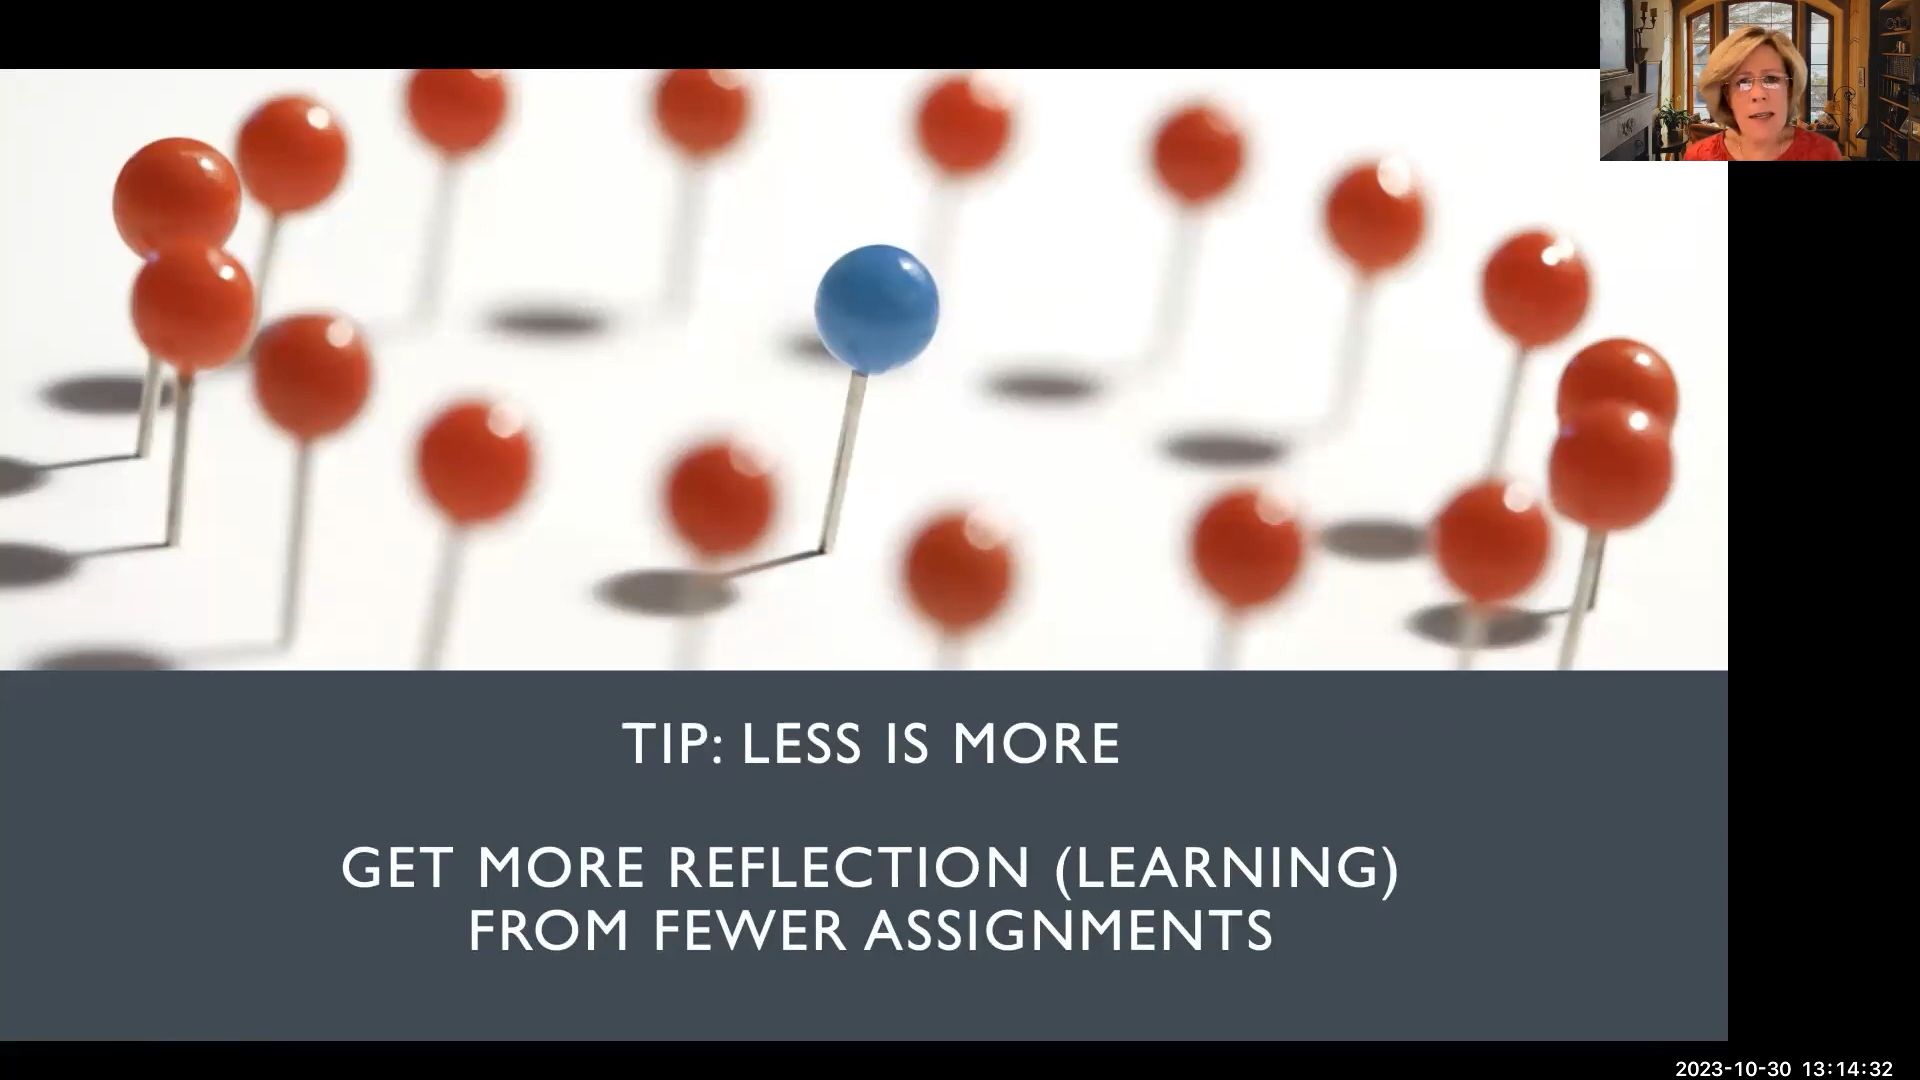 TIP: LESS IS MORE
GET MORE REFLECTION (LEARNING)
FROM FEWER ASSIGNMENTS
2023-10-30 13:14:32